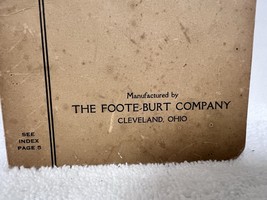 Manufactured by
THE FOOTE-BURT COMPANY
CLEVELAND, OHIO
SEE
INDEX
PAGE 5